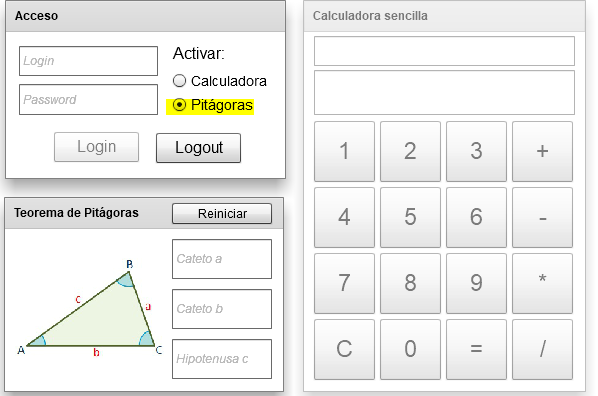 Acceso
Login
Password
Activar:
Calculadora
Pitágoras
Login
Logout
Teorema de Pitágoras
Reiniciar
B
c
a
A
b
C
Cateto a
Cateto b
Hipotenusa c
Calculadora sencilla
1 2 3 +
4 5 6 -
7 8 9 *
C 0 = /